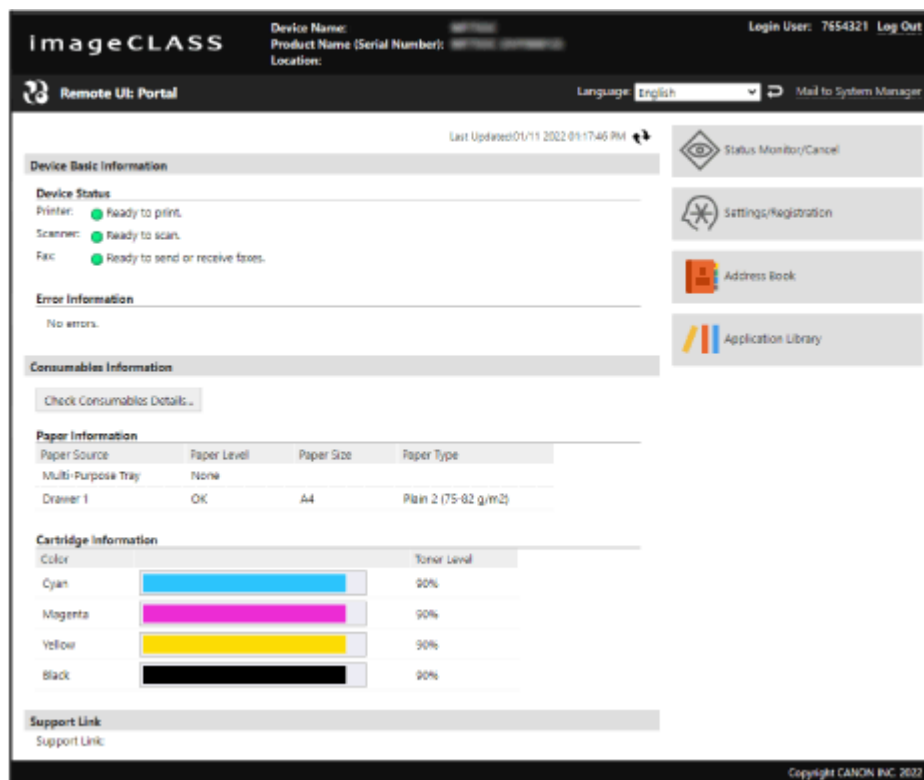 imageCLASS
Device Name:
Product Name (Serial Number):
Location:
Login User: 7654321 Log Out
Remote UI: Portal
Language: English
Mail to System Manager
Last Updated:01/11 2022 01:17:46 PM
Device Basic Information
Device Status
Printer: Ready to print.
Scanner: Ready to scan.
Fax: Ready to send or receive faxes.
Error Information
No errors.
Consumables Information
Check Consumables Details...
Paper Information
Paper Source Paper Level Paper Size Paper Type
Multi-Purpose Tray None
Drawer 1 OK A4 Plain 2 (75-82 g/m2)
Cartridge Information
Color Toner Level
Cyan 90%
Magenta 90%
Yellow 90%
Black 90%
Support Link
Support Link:
Status Monitor/Cancel
Settings/Registration
Address Book
Application Library
Copyright CANON INC. 2022